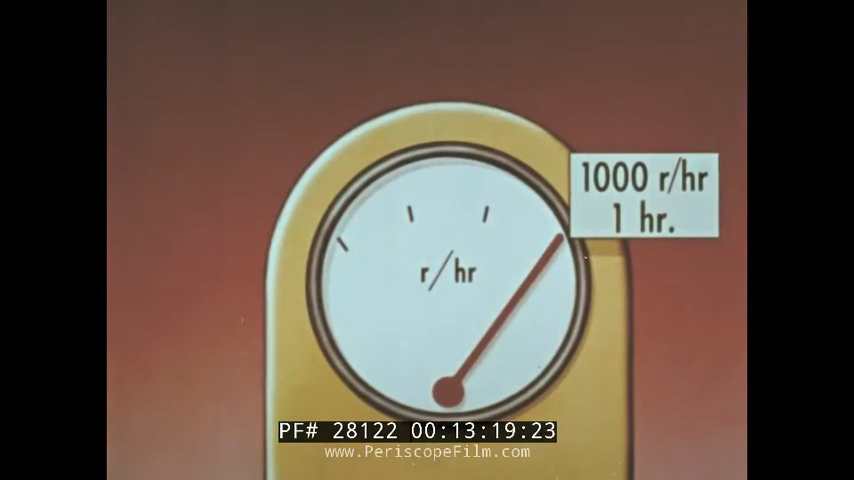 1000 r/hr
1 hr.
r/hr
PF# 28122 00:13:19:23
www.PeriscopeFilm.com